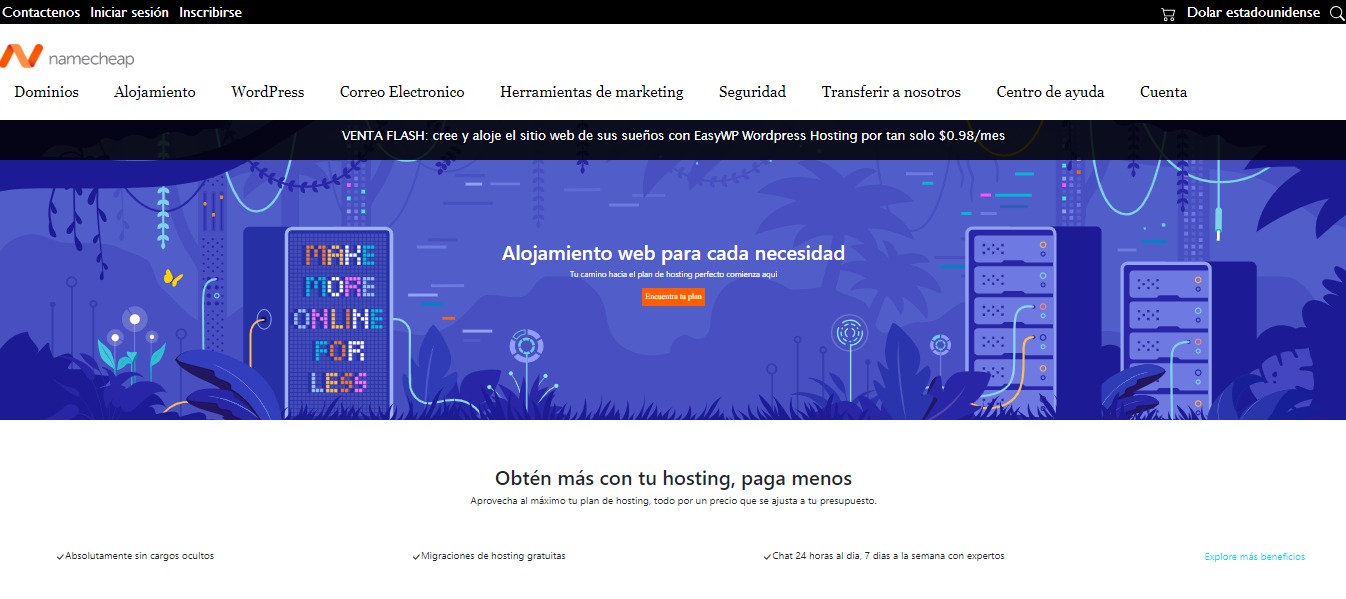 Contactenos Iniciar sesión Inscribirse Dolar estadounidense
namecheap
Dominios Alojamiento WordPress Correo Electronico Herramientas de marketing Seguridad Transferir a nosotros Centro de ayuda Cuenta
VENTA FLASH: cree y aloje el sitio web de sus sueños con EasyWP Wordpress Hosting por tan solo $0.98/mes
MAKE
MORE
ONLINE
FOR
LESS
Alojamiento web para cada necesidad
Tu camino hacia el plan de hosting perfecto comienza aquí
Encuentra tu plan
Obtén más con tu hosting, paga menos
Aprovecha al máximo tu plan de hosting, todo por un precio que se ajusta a tu presupuesto.
Absolutamente sin cargos ocultos Migraciones de hosting gratuitas Chat 24 horas al dia, 7 dias a la semana con expertos Explore más beneficios